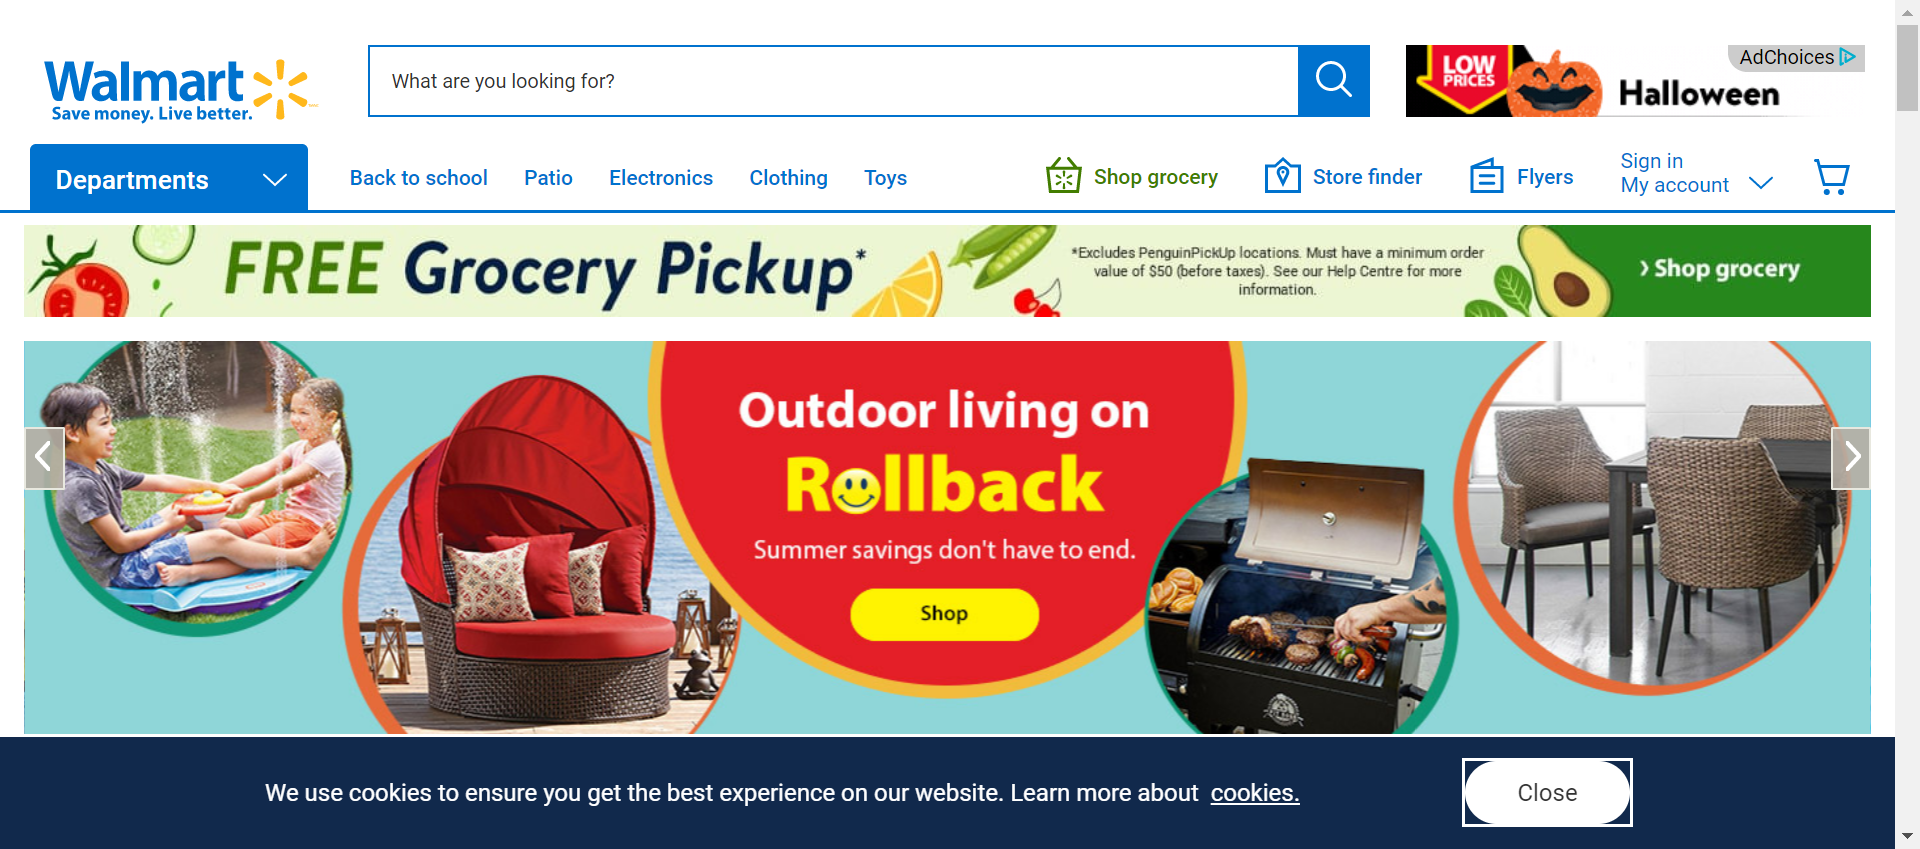 Walmart
Save money. Live better.
What are you looking for?
LOW
PRICES
Halloween
AdChoices
Departments
Back to school
Patio
Electronics
Clothing
Toys
Shop grocery
Store finder
Flyers
Sign in
My account
FREE Grocery Pickup*
*Excludes PenguinPickUp locations. Must have a minimum order
value of $50 (before taxes). See our Help Centre for more
information.
› Shop grocery
Outdoor living on
Rollback
Summer savings don't have to end.
Shop
We use cookies to ensure you get the best experience on our website. Learn more about cookies.
Close